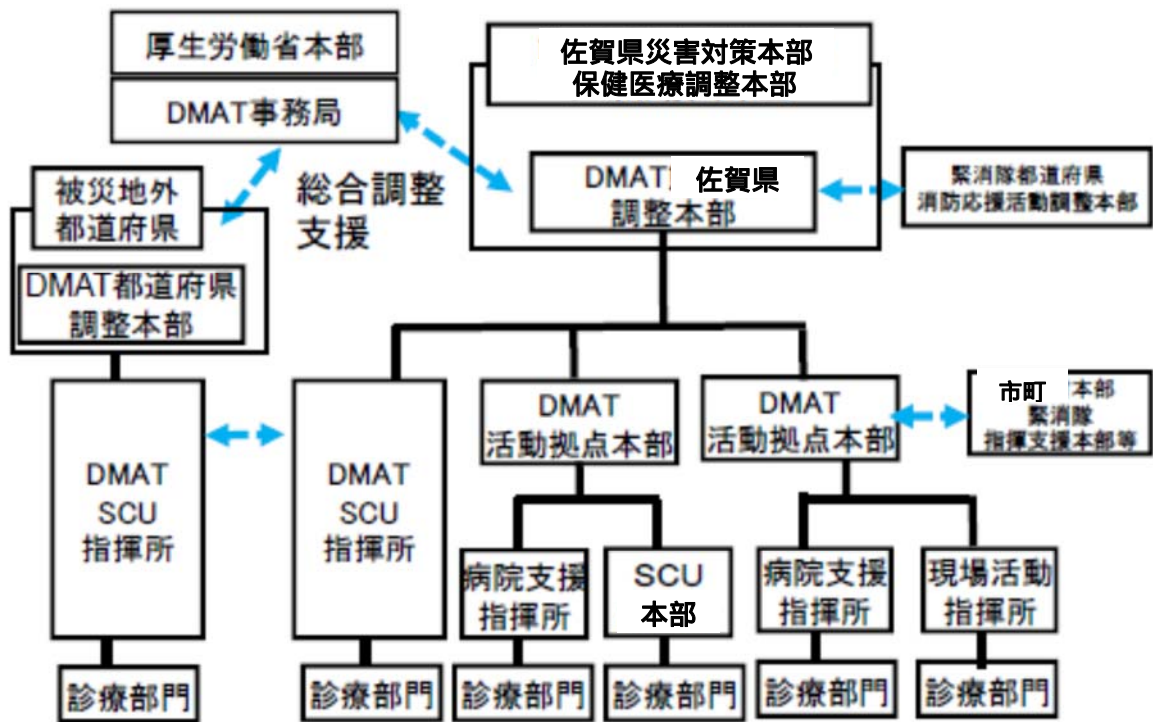 厚生労働省本部
DMAT事務局
佐賀県災害対策本部
保健医療調整本部
DMAT 佐賀県
調整本部
緊消隊都道府県
消防応援活動調整本部
総合調整
支援
被災地外
都道府県
DMAT都道府県
調整本部
DMAT
SCU
指揮所
DMAT
SCU
指揮所
DMAT
活動拠点本部
DMAT
活動拠点本部
市町 本部
緊消隊
指揮支援本部等
病院支援
指揮所
SCU
本部
病院支援
指揮所
現場活動
指揮所
診療部門
診療部門
診療部門
診療部門
診療部門
診療部門